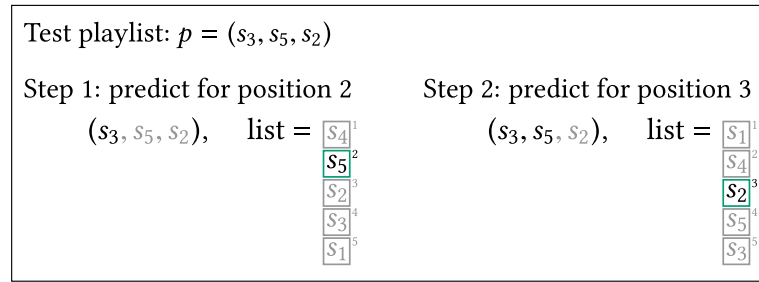 Test playlist: p = (s₃, s₅, s₂)
Step 1: predict for position 2
(s₃, s₅, s₂), list =
s₄ ¹
s₅ ²
s₂ ³
s₃ ⁴
s₁ ⁵
Step 2: predict for position 3
(s₃, s₅, s₂), list =
s₁ ¹
s₄ ²
s₂ ³
s₅ ⁴
s₃ ⁵